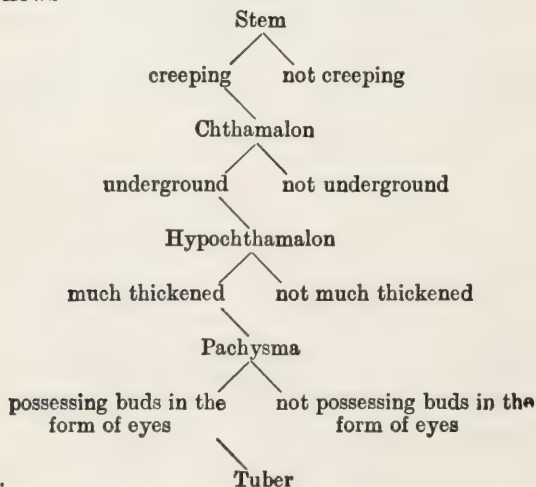 Stem
creeping not creeping
Chthamalon
underground not underground
Hypochthamalon
much thickened not much thickened
Pachysma
possessing buds in the not possessing buds in the
form of eyes form of eyes
Tuber